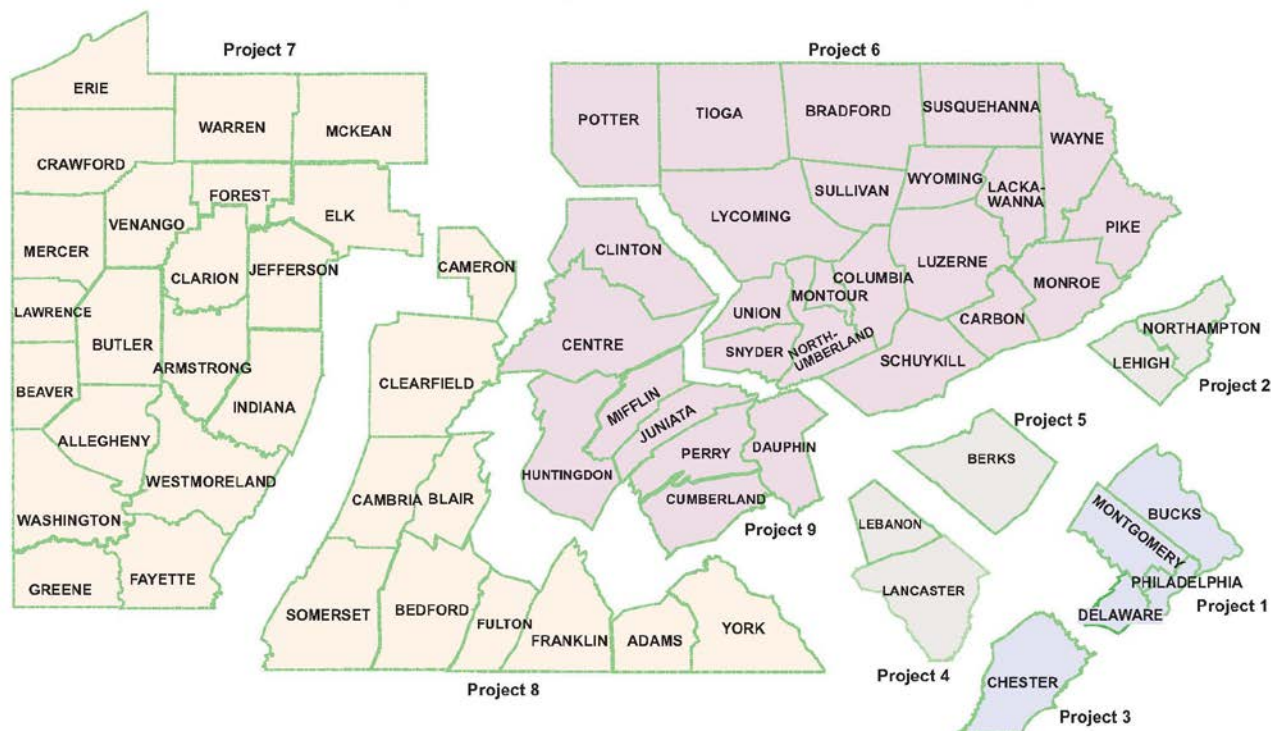 Project 7
ERIE
WARREN
MCKEAN
CRAWFORD
FOREST
ELK
VENANGO
MERCER
CLARION
JEFFERSON
LAWRENCE
BUTLER
ARMSTRONG
BEAVER
INDIANA
ALLEGHENY
WESTMORELAND
WASHINGTON
FAYETTE
GREENE
CAMERON
CLEARFIELD
CAMBRIA
BLAIR
SOMERSET
BEDFORD
FULTON
FRANKLIN
ADAMS
YORK
Project 8
Project 6
POTTER
TIOGA
BRADFORD
SUSQUEHANNA
WAYNE
SULLIVAN
WYOMING
LACKA-
WANNA
LYCOMING
PIKE
LUZERNE
COLUMBIA
MONTOUR
MONROE
UNION
CARBON
SNYDER
NORTH-
UMBERLAND
SCHUYKILL
CLINTON
CENTRE
MIFFLIN
JUNIATA
HUNTINGDON
PERRY
DAUPHIN
CUMBERLAND
Project 9
NORTHAMPTON
LEHIGH
Project 2
Project 5
BERKS
LEBANON
LANCASTER
Project 4
BUCKS
MONTGOMERY
PHILADELPHIA
DELAWARE
Project 1
CHESTER
Project 3